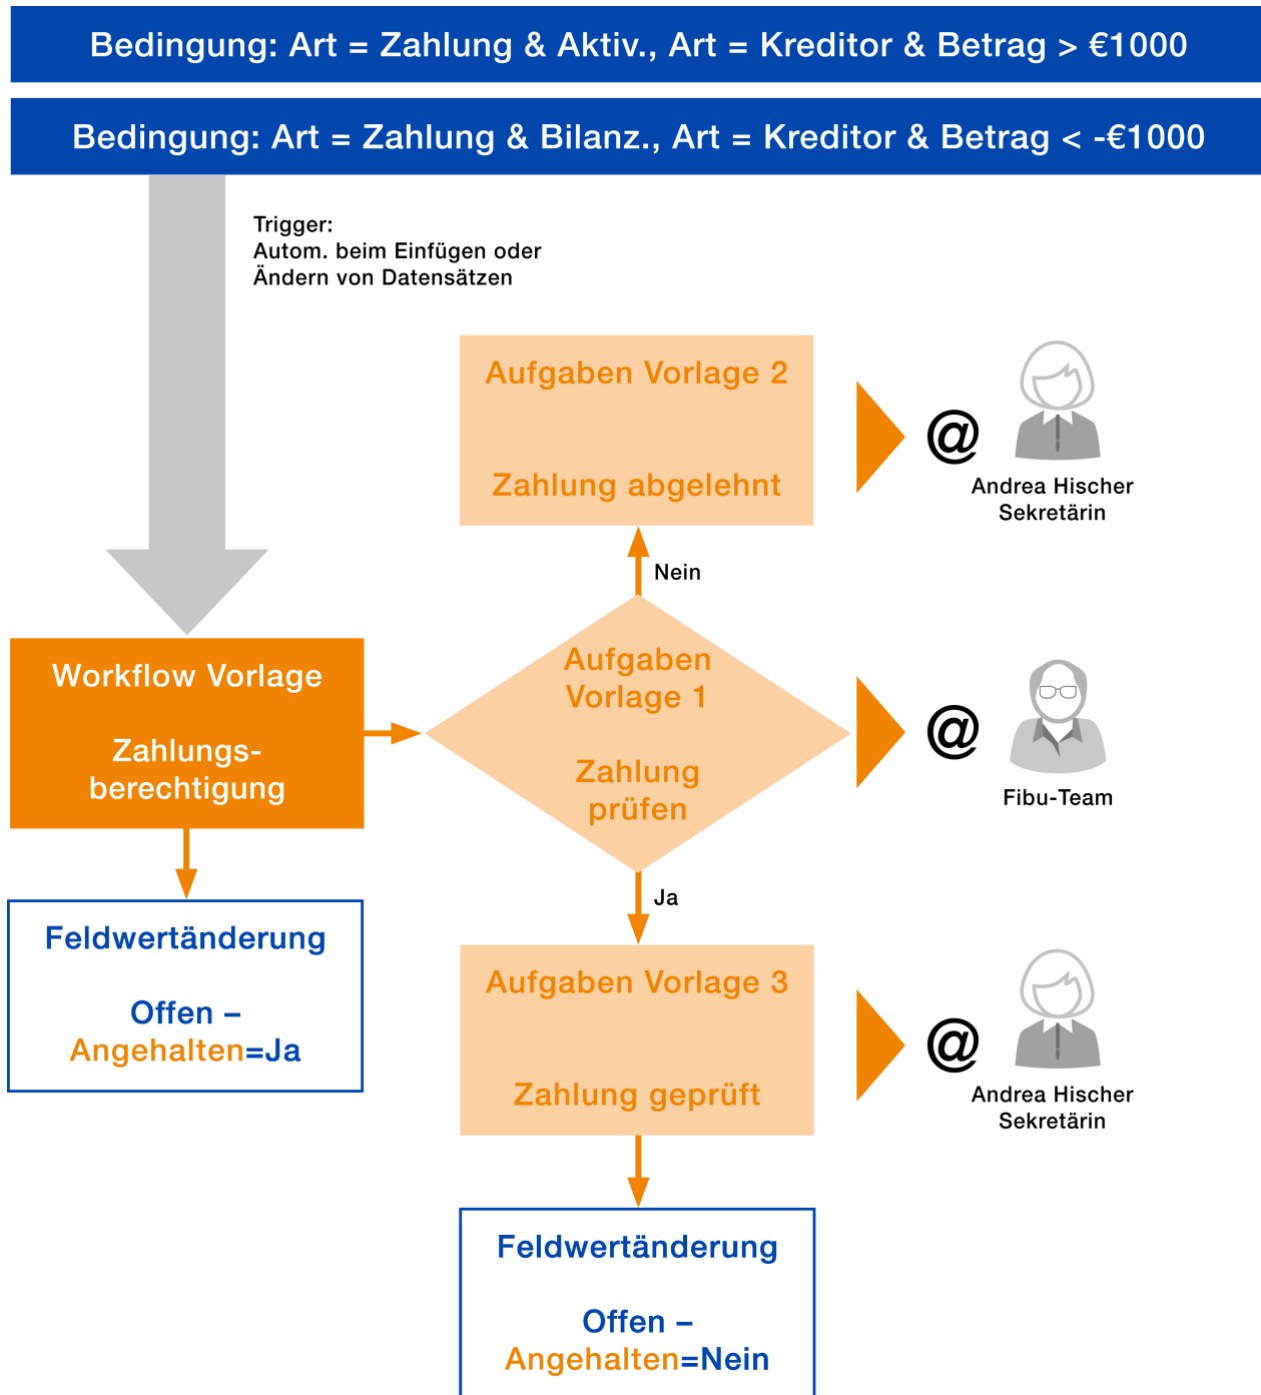 Bedingung: Art = Zahlung & Aktiv., Art = Kreditor & Betrag > €1000
Bedingung: Art = Zahlung & Bilanz., Art = Kreditor & Betrag < -€1000
Trigger:
Autom. beim Einfügen oder
Ändern von Datensätzen
Aufgaben Vorlage 2
Zahlung abgelehnt
@
Andrea Hischer
Sekretärin
Nein
Workflow Vorlage
Zahlungs-
berechtigung
Aufgaben
Vorlage 1
Zahlung
prüfen
@
Fibu-Team
Ja
Feldwertänderung
Offen –
Angehalten=Ja
Aufgaben Vorlage 3
Zahlung geprüft
@
Andrea Hischer
Sekretärin
Feldwertänderung
Offen –
Angehalten=Nein